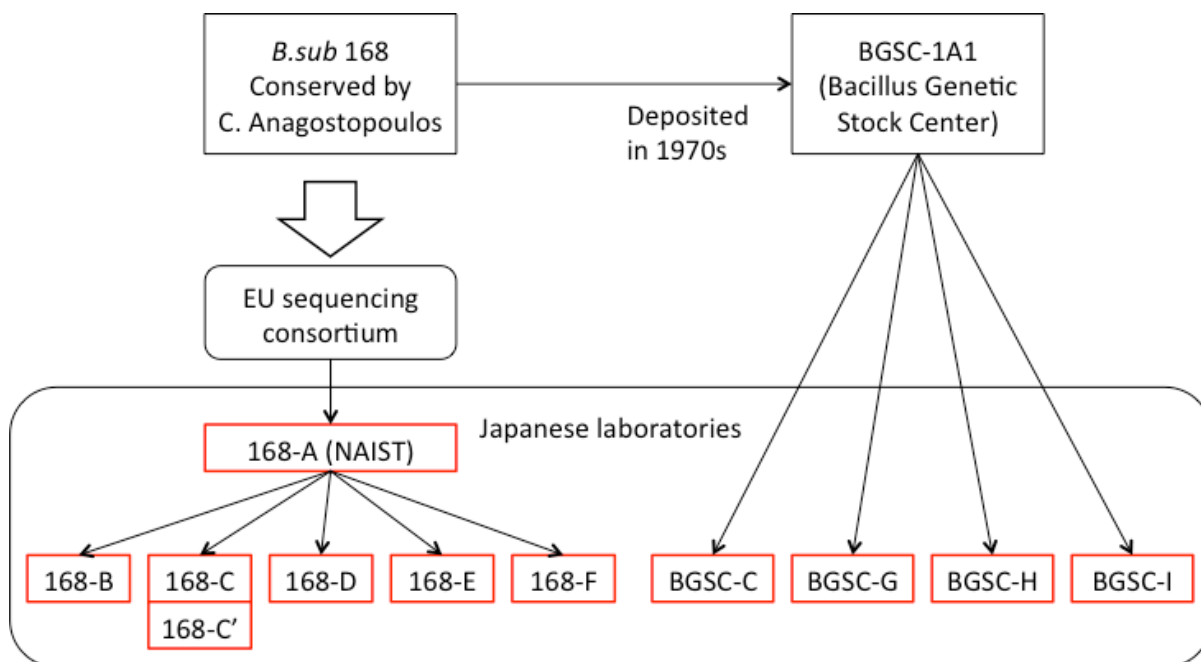 B.sub 168
Conserved by
C. Anagostopoulos
BGSC-1A1
(Bacillus Genetic
Stock Center)
Deposited
in 1970s
EU sequencing
consortium
Japanese laboratories
168-A (NAIST)
168-B
168-C
168-D
168-E
168-F
BGSC-C
BGSC-G
BGSC-H
BGSC-I
168-C’